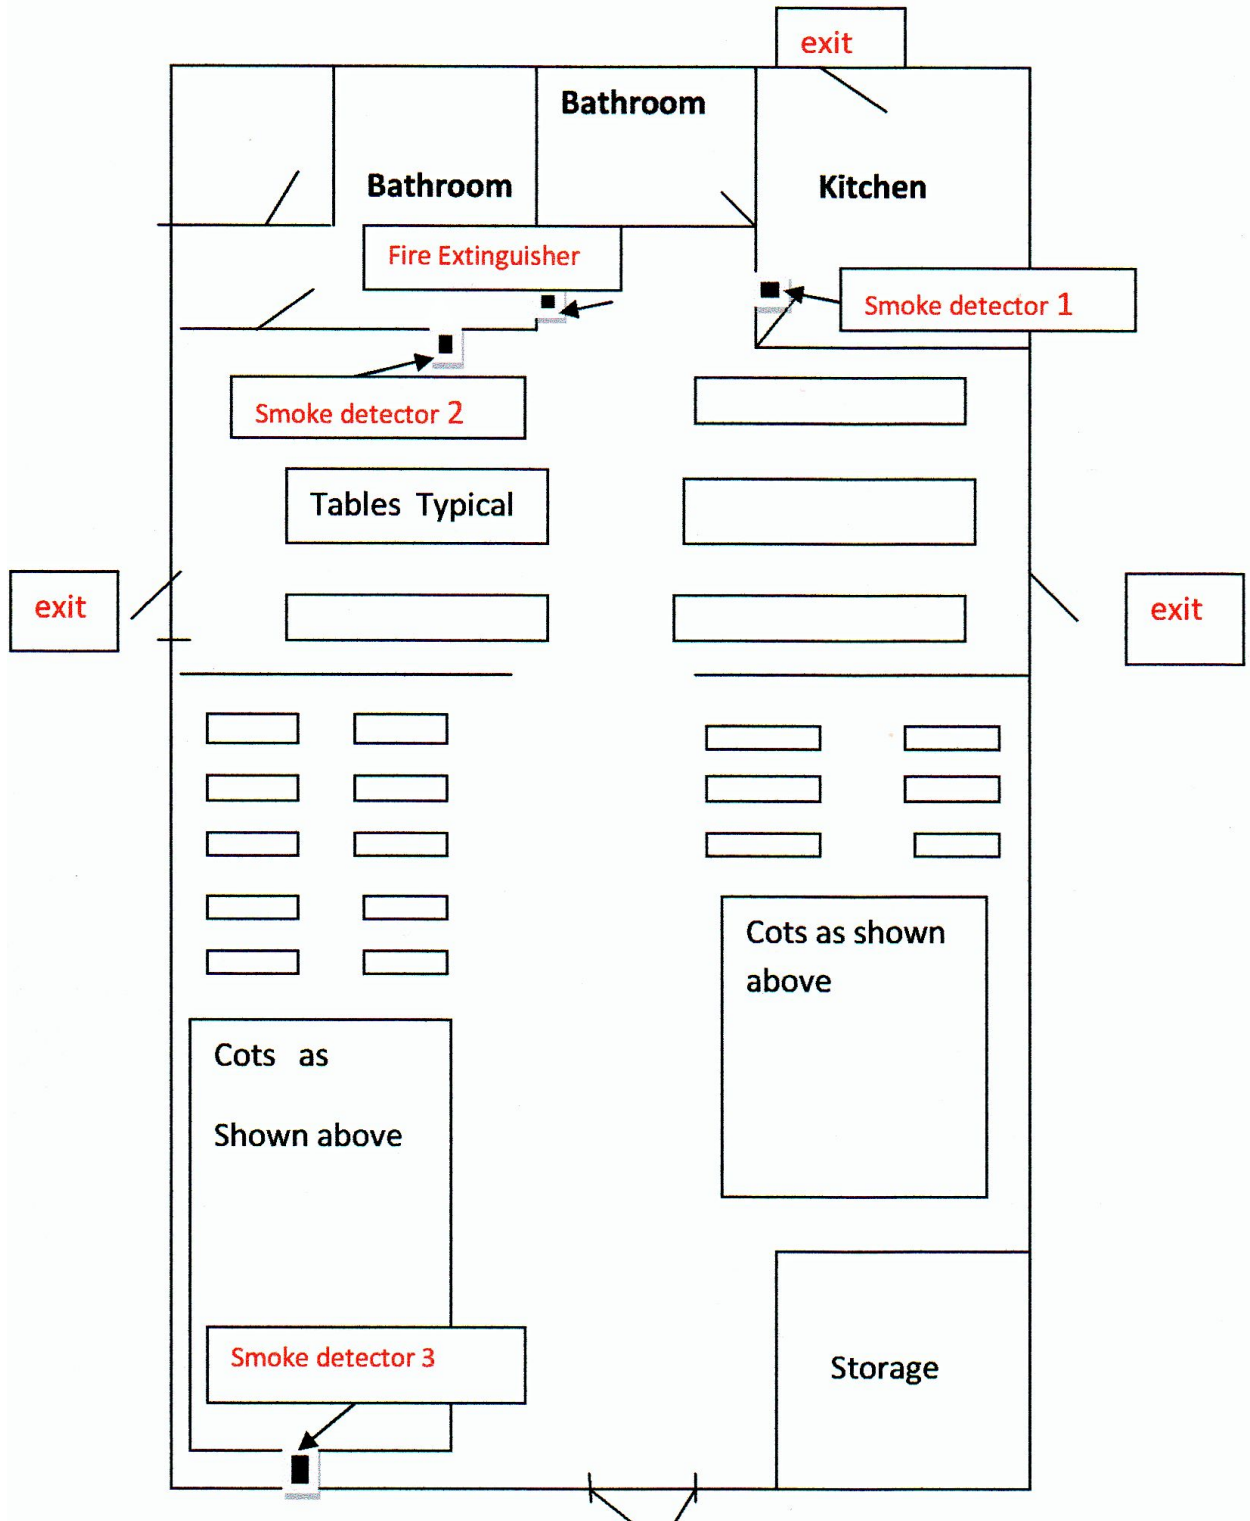 exit
Bathroom
Bathroom
Kitchen
Fire Extinguisher
Smoke detector 1
Smoke detector 2
Tables Typical
exit
exit
Cots as shown
above
Cots as
Shown above
Smoke detector 3
Storage